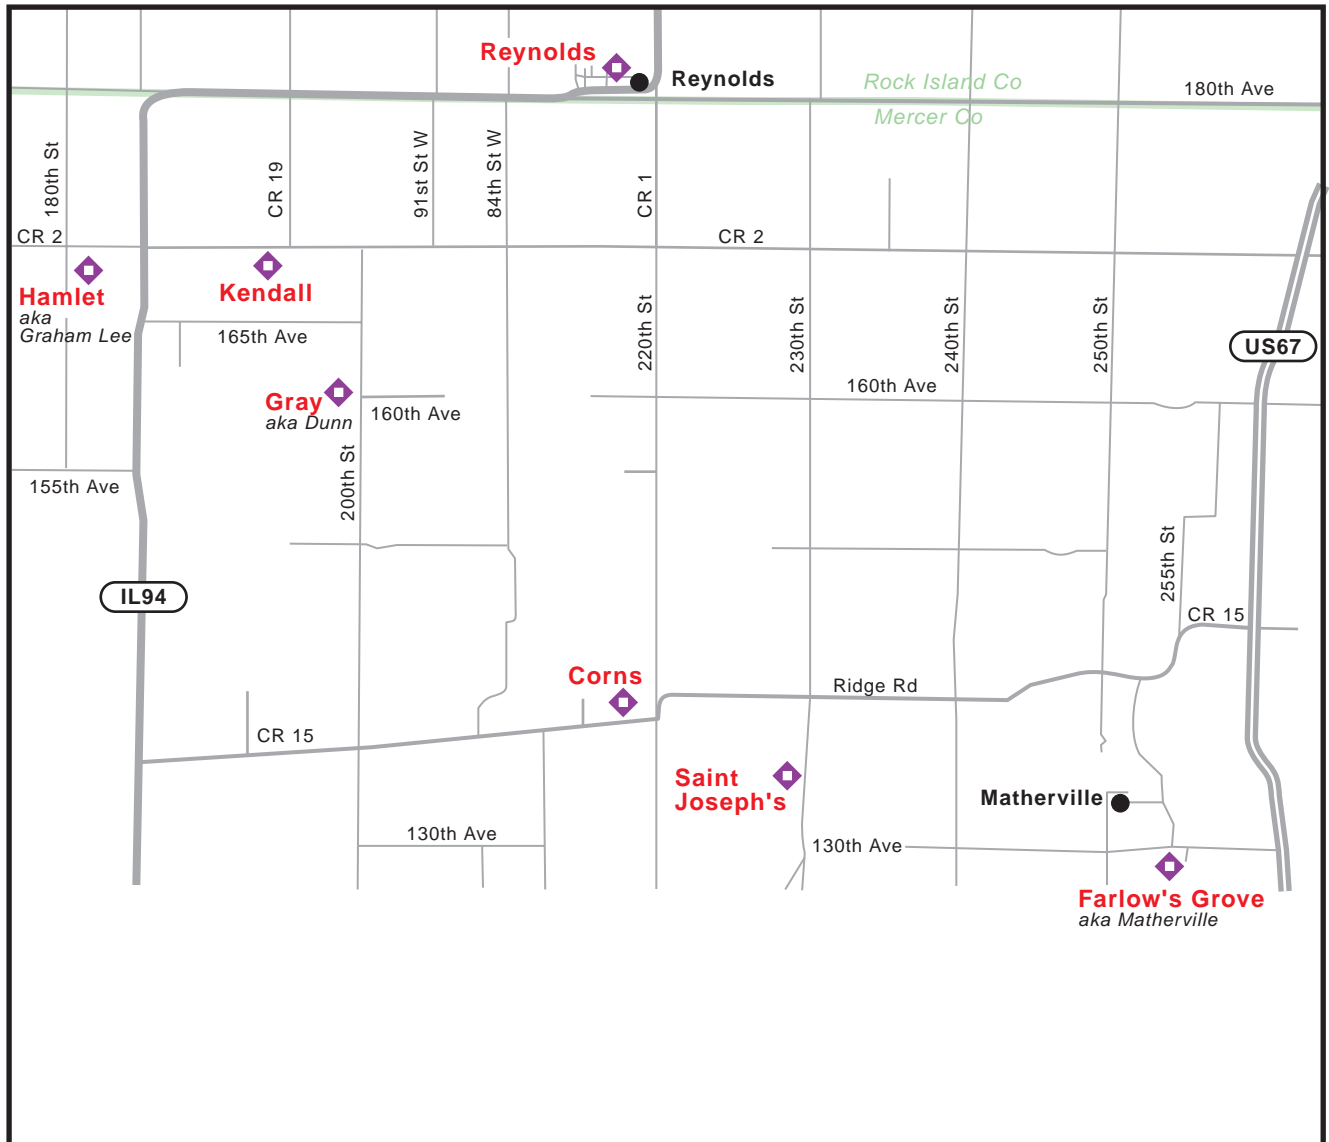 Reynolds
Reynolds
Rock Island Co
180th Ave
Mercer Co
180th St
CR 19
91st St W
84th St W
CR 1
CR 2
CR 2
Hamlet
aka
Graham Lee
Kendall
165th Ave
220th St
230th St
240th St
250th St
US67
Gray
aka Dunn
160th Ave
160th Ave
155th Ave
200th St
255th St
IL94
CR 15
Corns
Ridge Rd
CR 15
Saint
Joseph's
Matherville
130th Ave
130th Ave
Farlow's Grove
aka Matherville